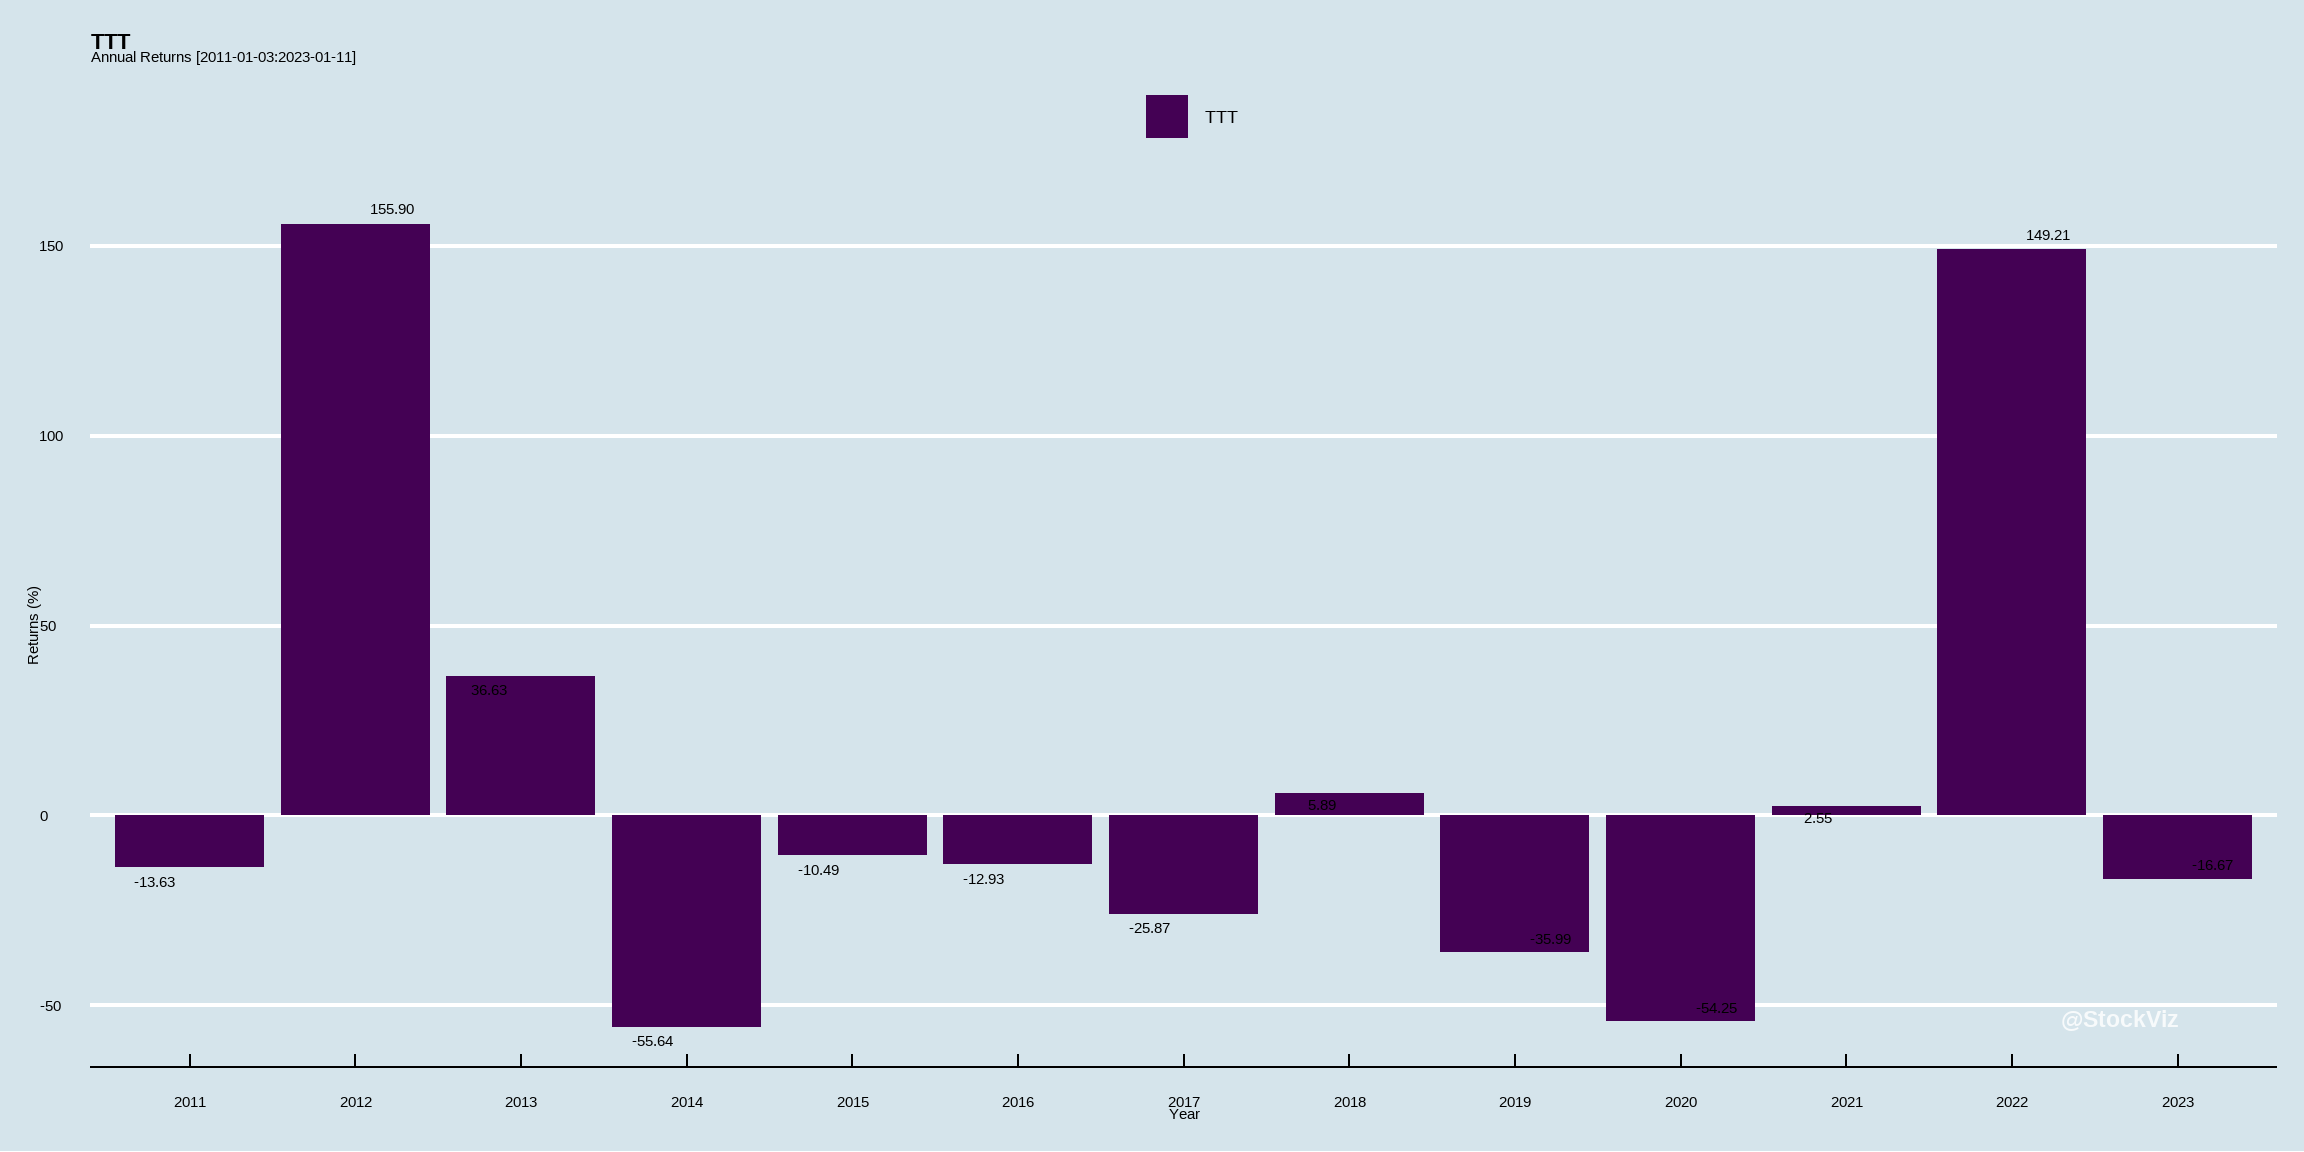 TTT
Annual Returns [2011-01-03:2023-01-11]
TTT
155.90
149.21
150
100
Returns (%)
50
36.63
5.89
0
2.55
-16.67
-10.49
-12.93
-13.63
-25.87
-35.99
-50
-54.25
@StockViz
-55.64
2011 2012 2013 2014 2015 2016 2017 2018 2019 2020 2021 2022 2023
Year